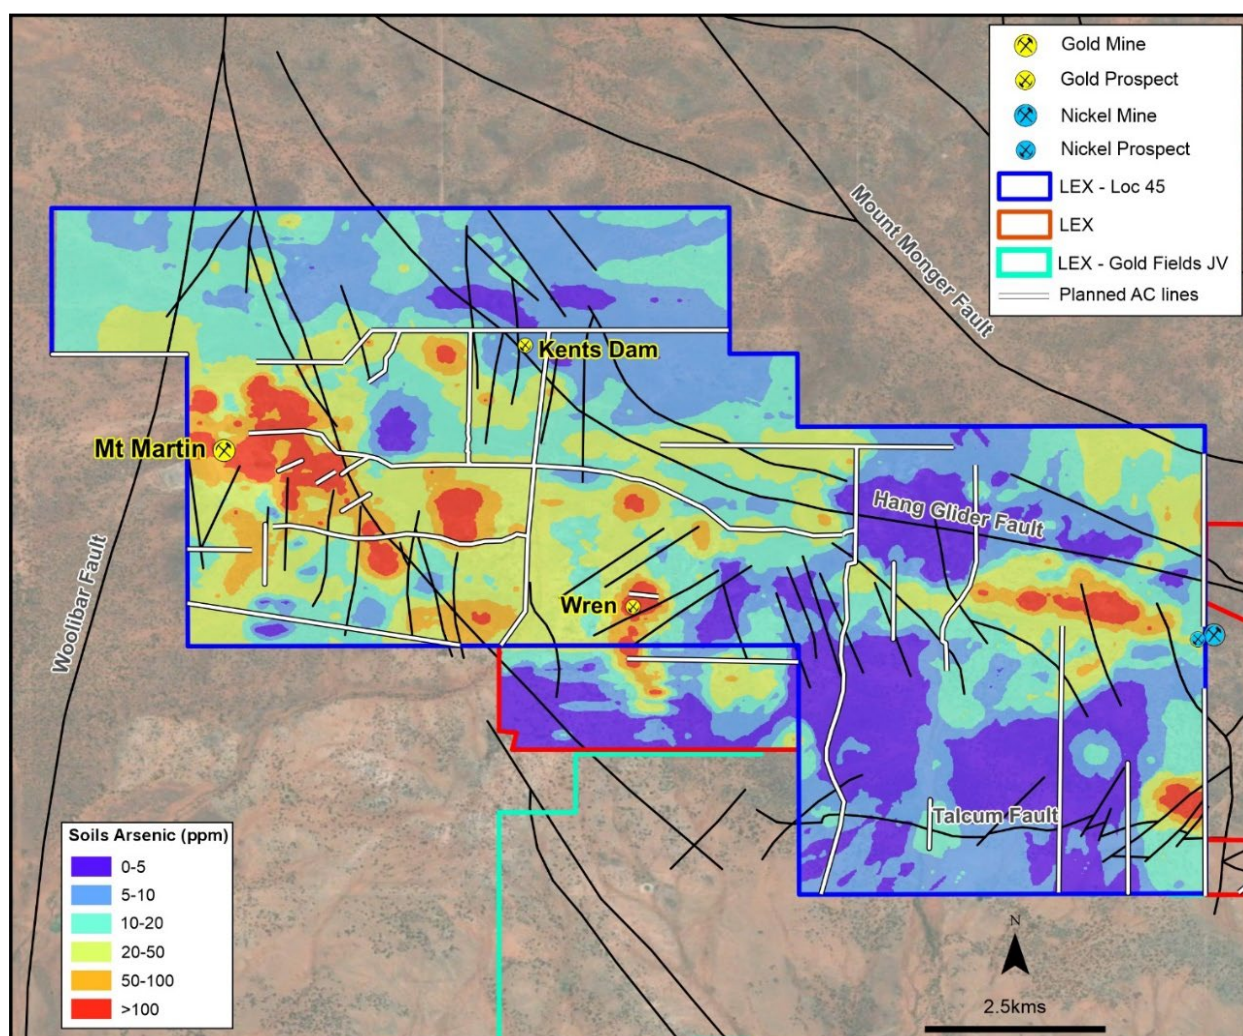 Gold Mine
Gold Prospect
Nickel Mine
Nickel Prospect
LEX - Loc 45
LEX
LEX - Gold Fields JV
Planned AC lines
Mount Monger Fault
Kents Dam
Mt Martin
Hang Glider Fault
Woolibar Fault
Wren
Talcum Fault
Soils Arsenic (ppm)
0-5
5-10
10-20
20-50
50-100
>100
N
2.5kms